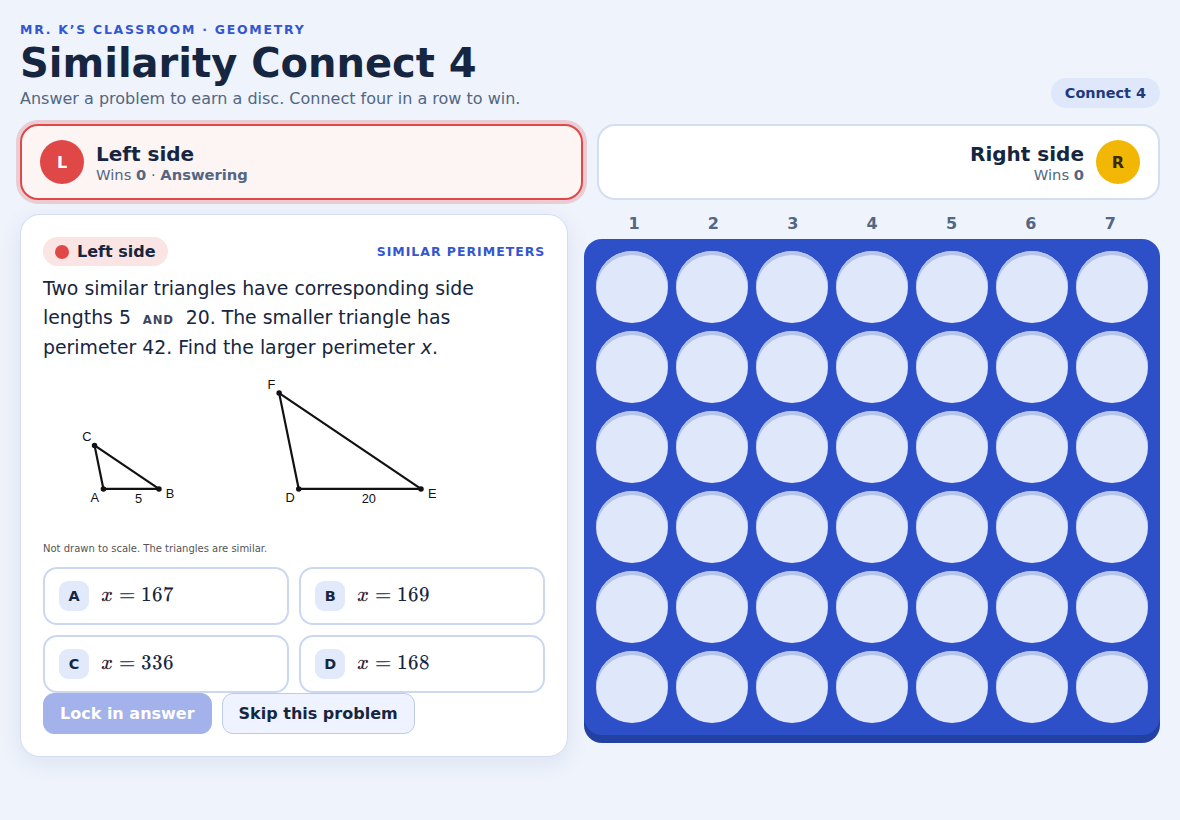 MR. K’S CLASSROOM · GEOMETRY
Similarity Connect 4
Answer a problem to earn a disc. Connect four in a row to win.
Connect 4
L
Left side
Wins 0 · Answering
Right side
Wins 0
R
Left side
SIMILAR PERIMETERS
Two similar triangles have corresponding side
lengths 5 AND 20. The smaller triangle has
perimeter 42. Find the larger perimeter x.
F
C
A
5
B
D
20
E
Not drawn to scale. The triangles are similar.
A x = 167
B x = 169
C x = 336
D x = 168
Lock in answer
Skip this problem
1 2 3 4 5 6 7